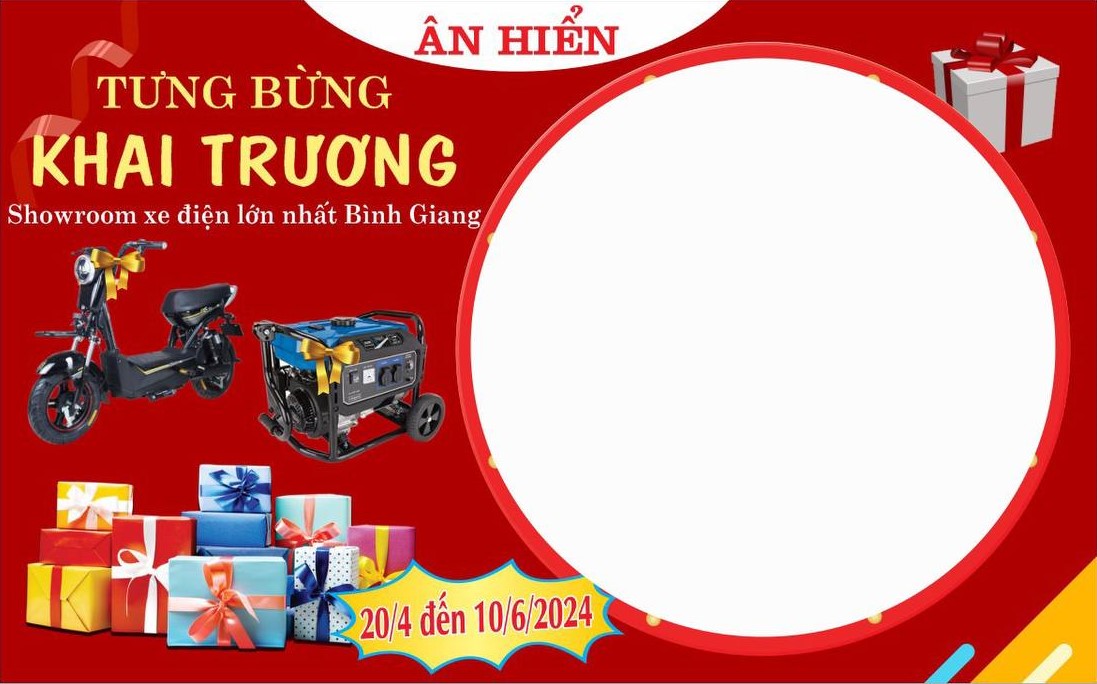 ÂN HIỂN
TƯNG BỪNG
KHAI TRƯƠNG
Showroom xe điện lớn nhất Bình Giang
20/4 đến 10/6/2024